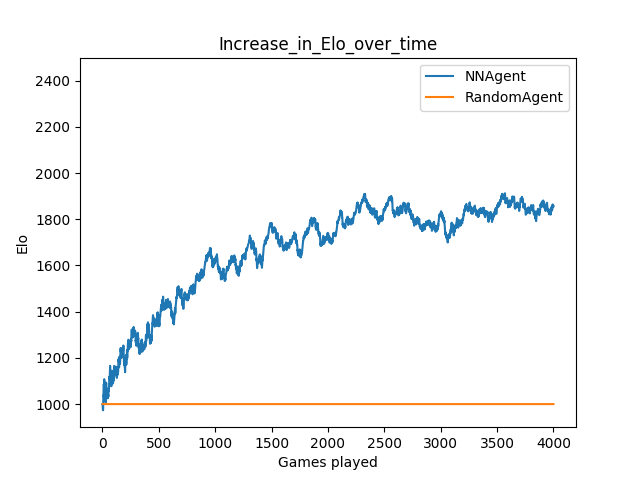 Increase_in_Elo_over_time
NNAgent
RandomAgent
2400
2200
2000
1800
1600
1400
1200
1000
Elo
0 500 1000 1500 2000 2500 3000 3500 4000
Games played